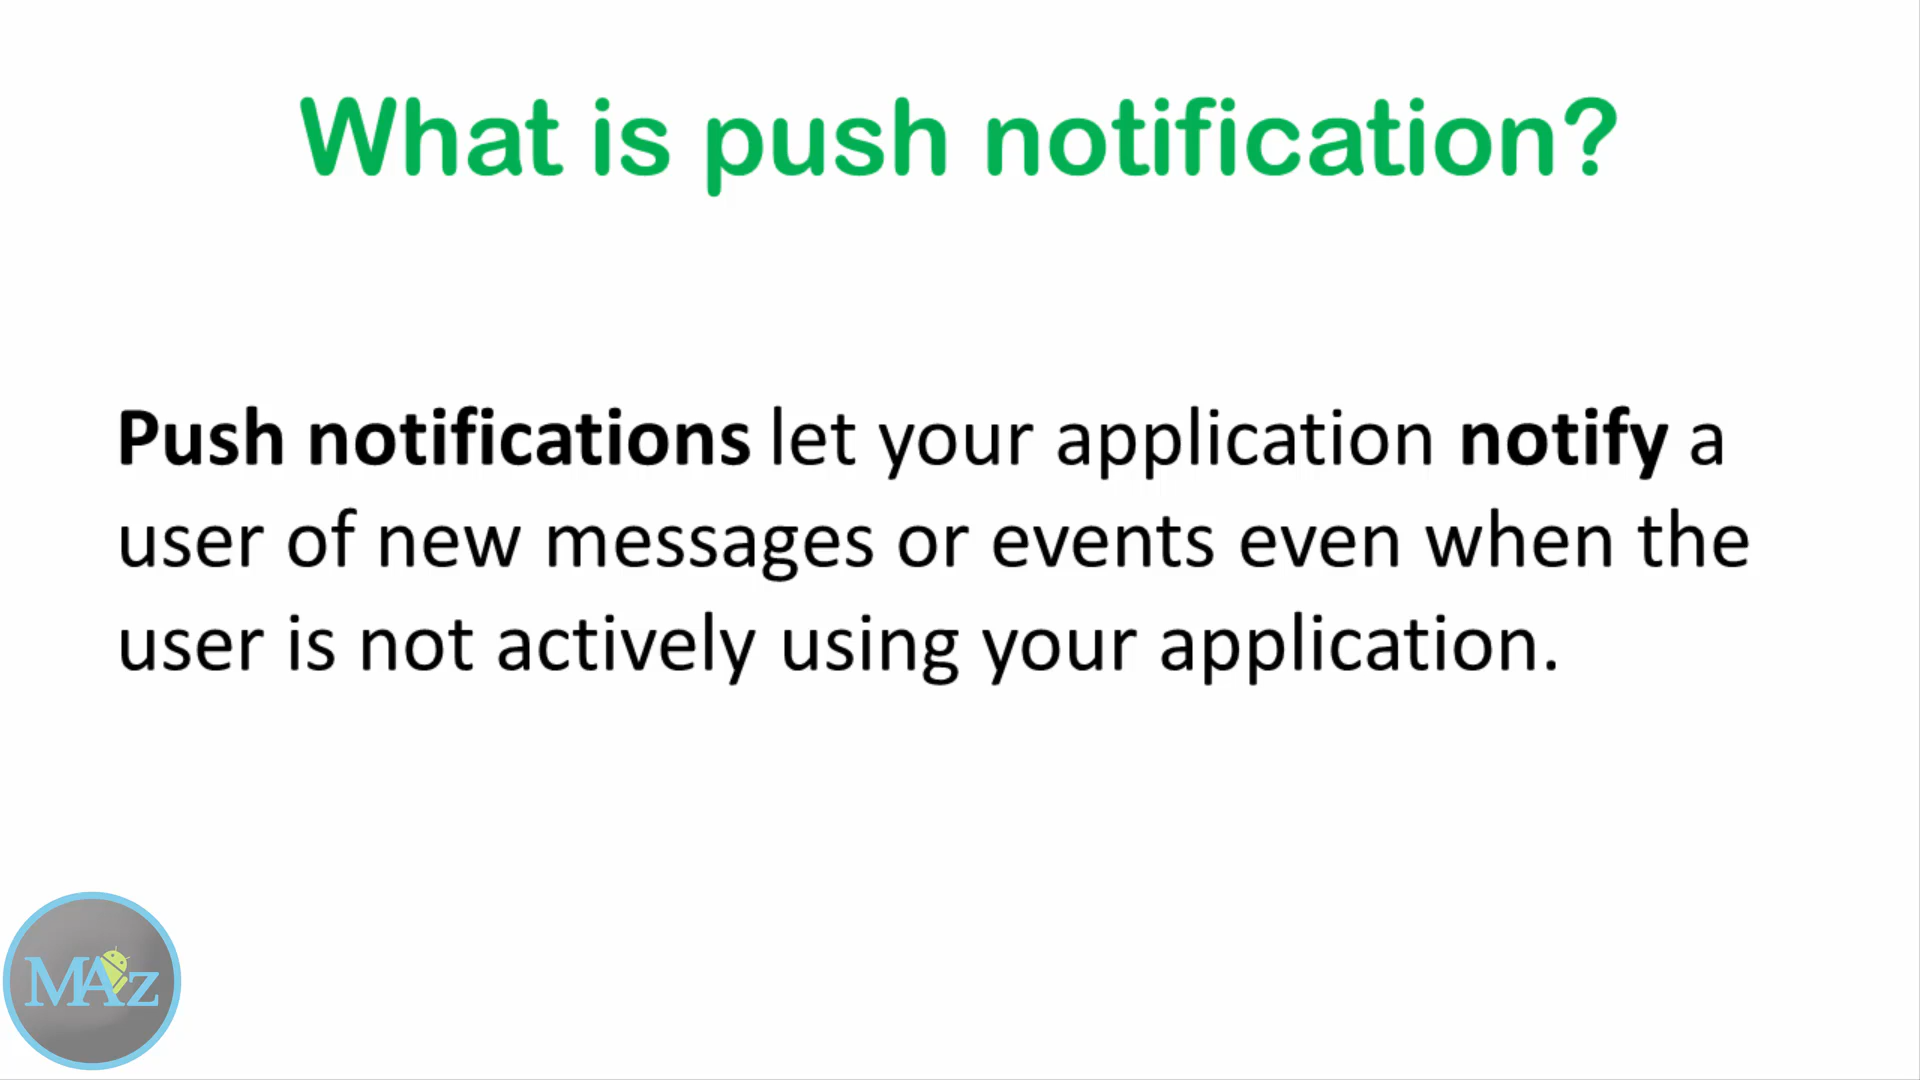 What is push notification?
Push notifications let your application notify a
user of new messages or events even when the
user is not actively using your application.
MAz